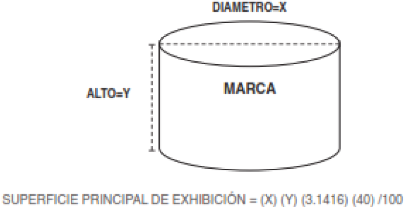 DIAMETRO=X
ALTO=Y
MARCA
SUPERFICIE PRINCIPAL DE EXHIBICIÓN = (X) (Y) (3.1416) (40) /100